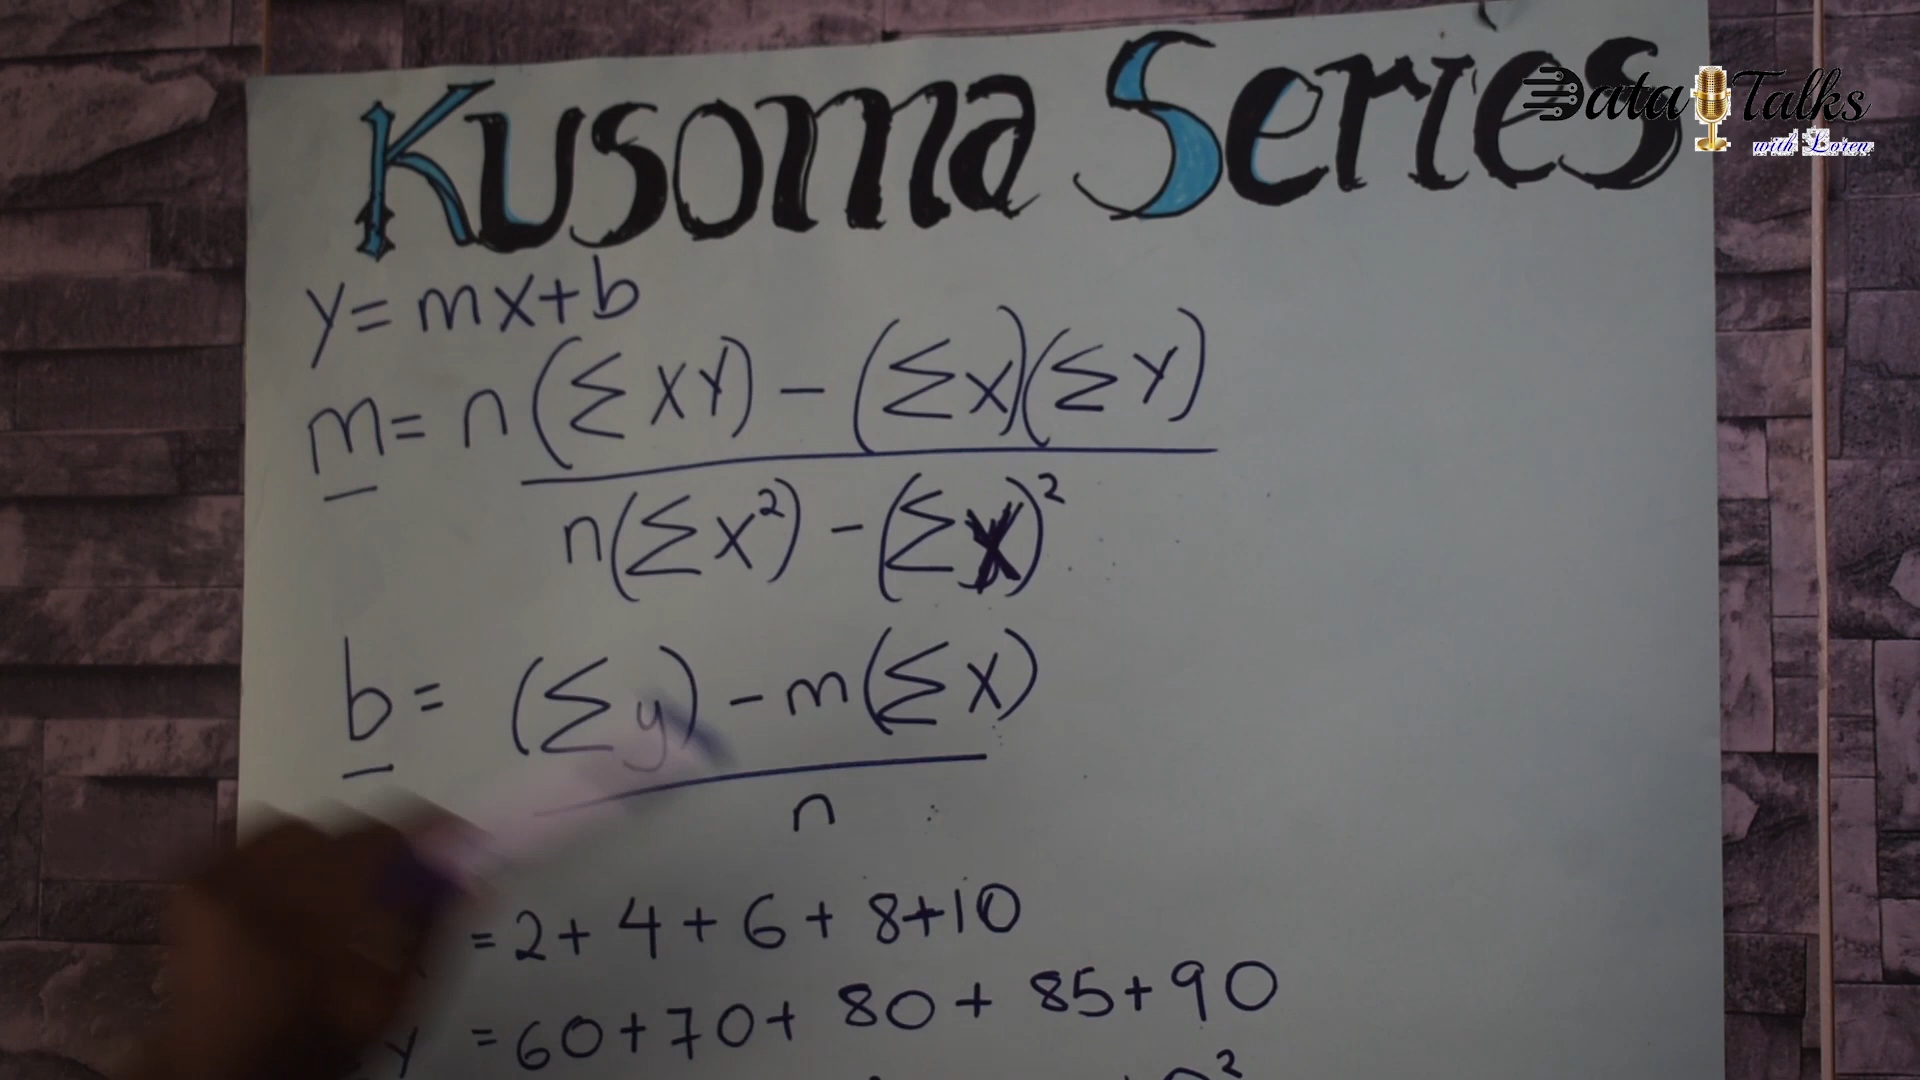 Kusoma Series
Data Talks
with Loren
y = mx + b
m = n(∑XY) - (∑X)(∑Y)
n(∑X²) - (∑X)²
b = (∑y) - m(∑X)
n
= 2 + 4 + 6 + 8 + 10
y = 60 + 70 + 80 + 85 + 90